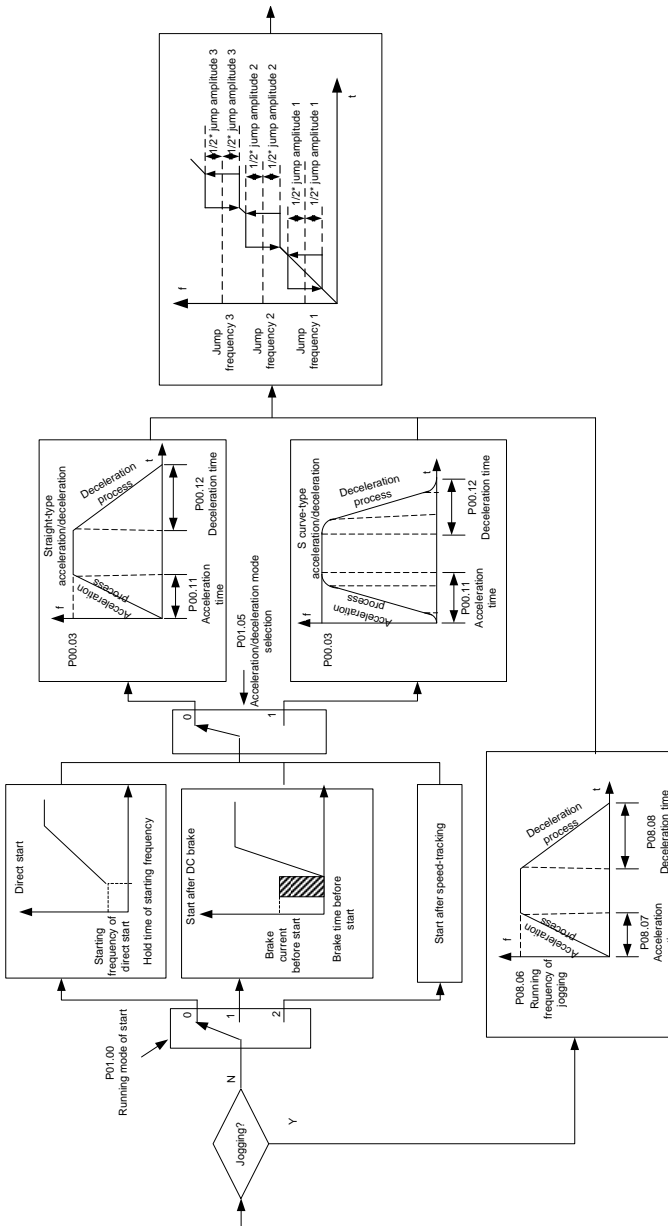 Jogging?
N
Y
P01.00
Running mode of start
0
1
2
Direct start
Starting
frequency of
direct start
Hold time of starting frequency
Start after DC brake
Brake
current
before start
Brake time before
start
Start after speed-tracking
P08.06
Running
frequency of
jogging
f
Acceleration
process
Deceleration
process
t
P08.07
Acceleration
P08.08
Deceleration time
0
1
P01.05
Acceleration/deceleration mode
selection
Straight-type
acceleration/deceleration
P00.03
f
Acceleration
process
Deceleration
process
t
P00.11
Acceleration
time
P00.12
Deceleration time
S curve-type
acceleration/deceleration
P00.03
f
Acceleration
process
Deceleration
process
t
P00.11
Acceleration
time
P00.12
Deceleration time
f
Jump
frequency 3
Jump
frequency 2
Jump
frequency 1
1/2* jump amplitude 3
1/2* jump amplitude 3
1/2* jump amplitude 2
1/2* jump amplitude 2
1/2* jump amplitude 1
1/2* jump amplitude 1
t